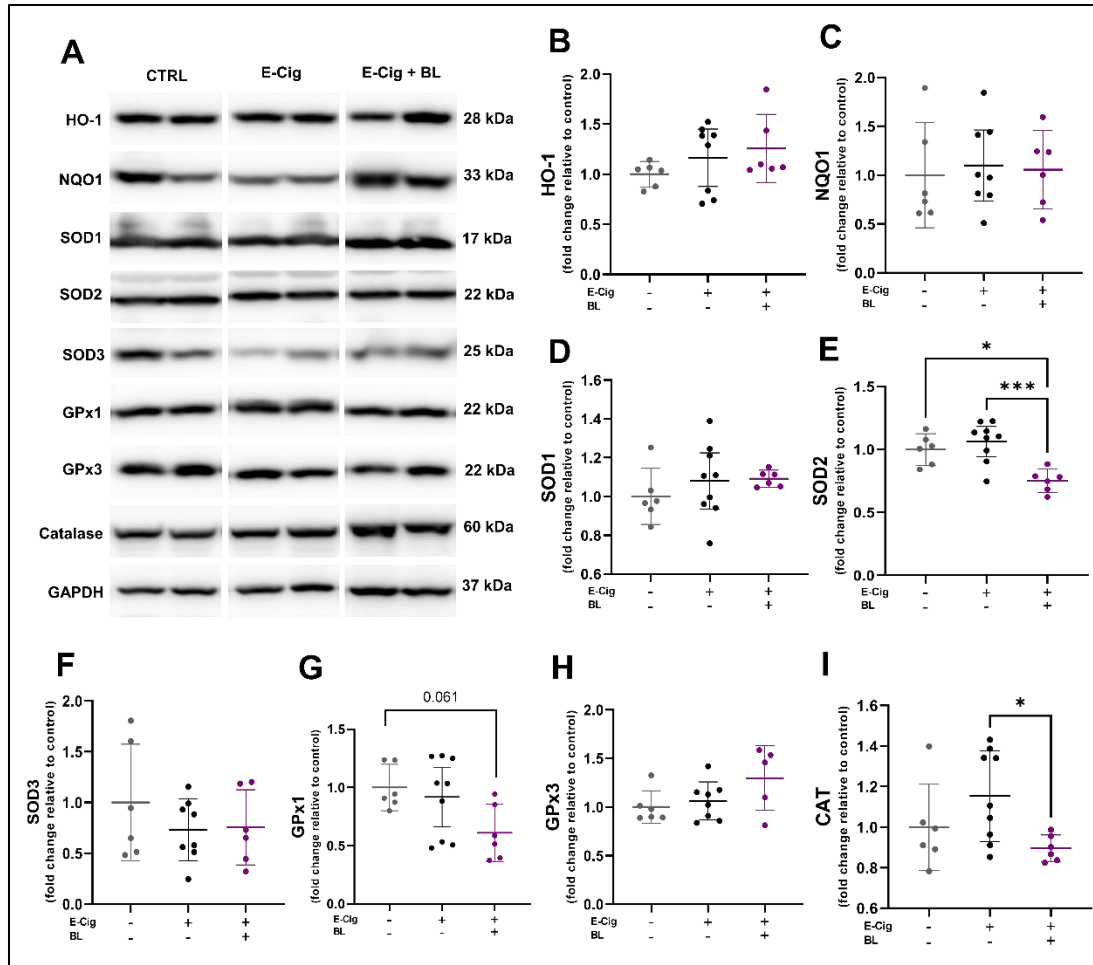 A
CTRL E-Cig E-Cig + BL
HO-1 28 kDa
NQO1 33 kDa
SOD1 17 kDa
SOD2 22 kDa
SOD3 25 kDa
GPx1 22 kDa
GPx3 22 kDa
Catalase 60 kDa
GAPDH 37 kDa
B
HO-1
(fold change relative to control)
2.0
1.5
1.0
0.5
0.0
E-Cig - + +
BL - - +
C
NQO1
(fold change relative to control)
2.0
1.5
1.0
0.5
0.0
E-Cig - + +
BL - - +
D
SOD1
(fold change relative to control)
1.6
1.4
1.2
1.0
0.8
0.6
E-Cig - + +
BL - - +
E
SOD2
(fold change relative to control)
*
***
1.5
1.0
0.5
0.0
E-Cig - + +
BL - - +
F
SOD3
(fold change relative to control)
2.0
1.5
1.0
0.5
0.0
E-Cig - + +
BL - - +
G
GPx1
(fold change relative to control)
0.061
1.5
1.0
0.5
0.0
E-Cig - + +
BL - - +
H
GPx3
(fold change relative to control)
2.0
1.5
1.0
0.5
0.0
E-Cig - + +
BL - - +
I
CAT
(fold change relative to control)
*
1.6
1.4
1.2
1.0
0.8
0.6
E-Cig - + +
BL - - +